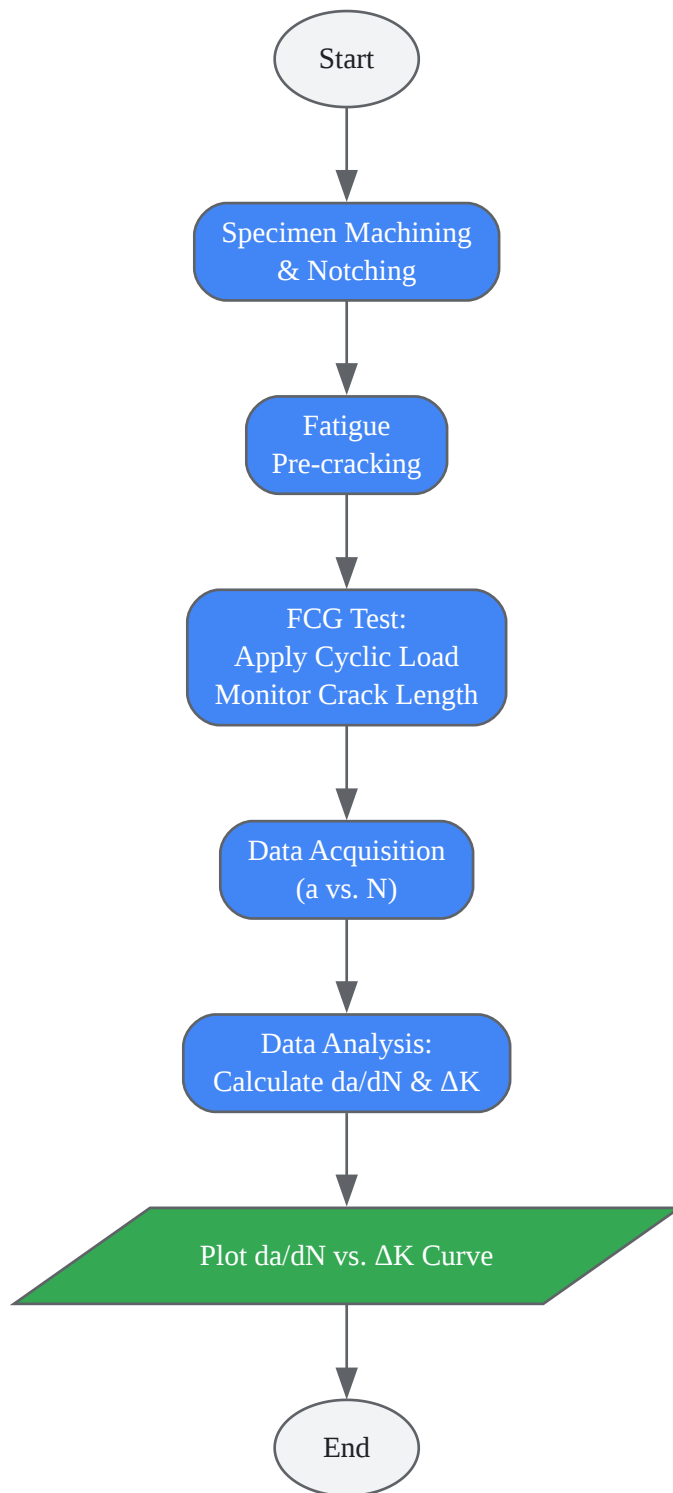 Start
Specimen Machining
& Notching
Fatigue
Pre-cracking
FCG Test:
Apply Cyclic Load
Monitor Crack Length
Data Acquisition
(a vs. N)
Data Analysis:
Calculate da/dN & ΔK
Plot da/dN vs. ΔK Curve
End